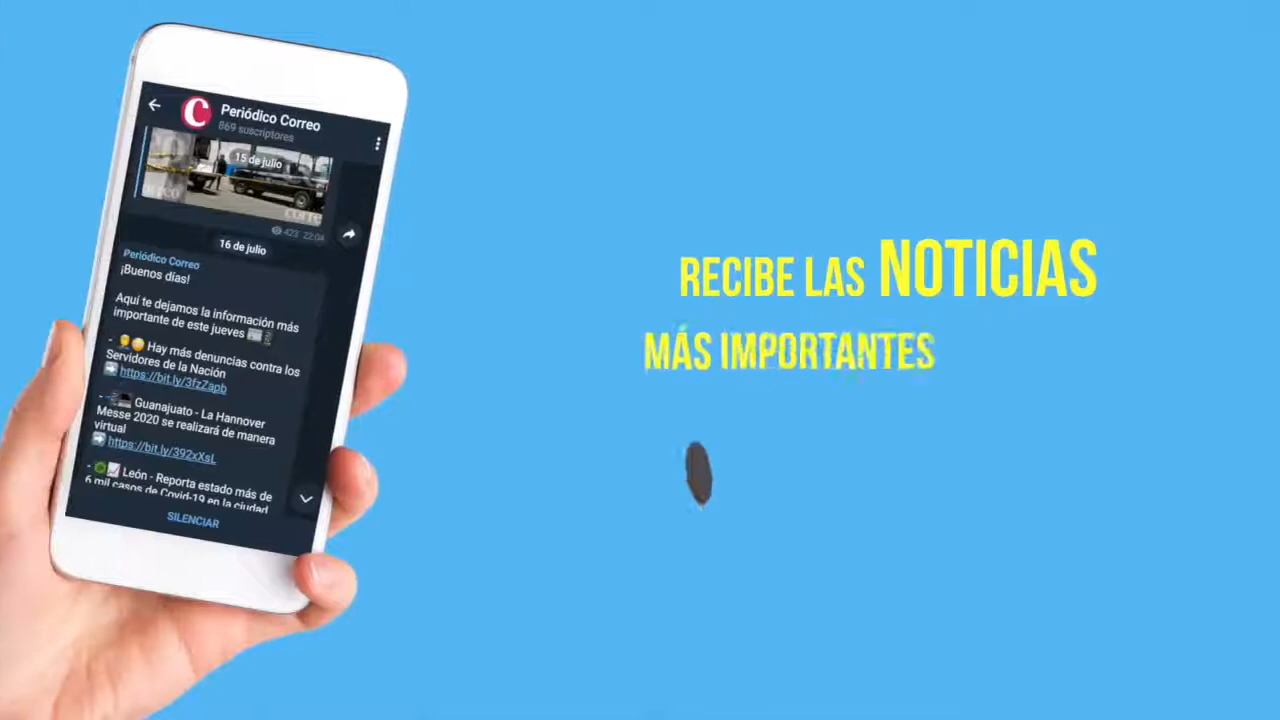 Periódico Correo
869 suscriptores
15 de julio
423 22:04
16 de julio
Periódico Correo
¡Buenos días!
Aquí te dejamos la información más
importante de este jueves
- Hay más denuncias contra los
Servidores de la Nación
https://bit.ly/3fzZapb
- Guanajuato - La Hannover
Messe 2020 se realizará de manera
virtual
https://bit.ly/392xXsL
- León - Reporta estado más de
6 mil casos de Covid-19 en la ciudad
SILENCIAR
RECIBE LAS NOTICIAS
MÁS IMPORTANTES